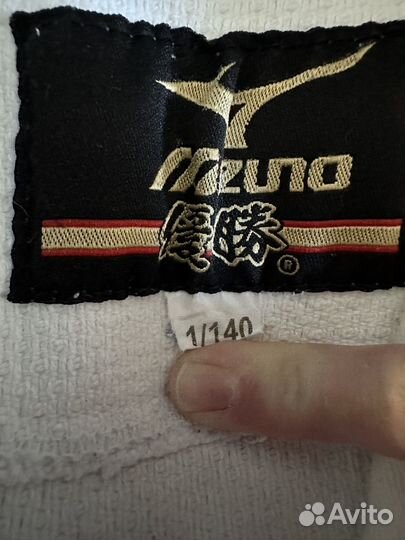 mizuno
優勝
®
1/140
Avito